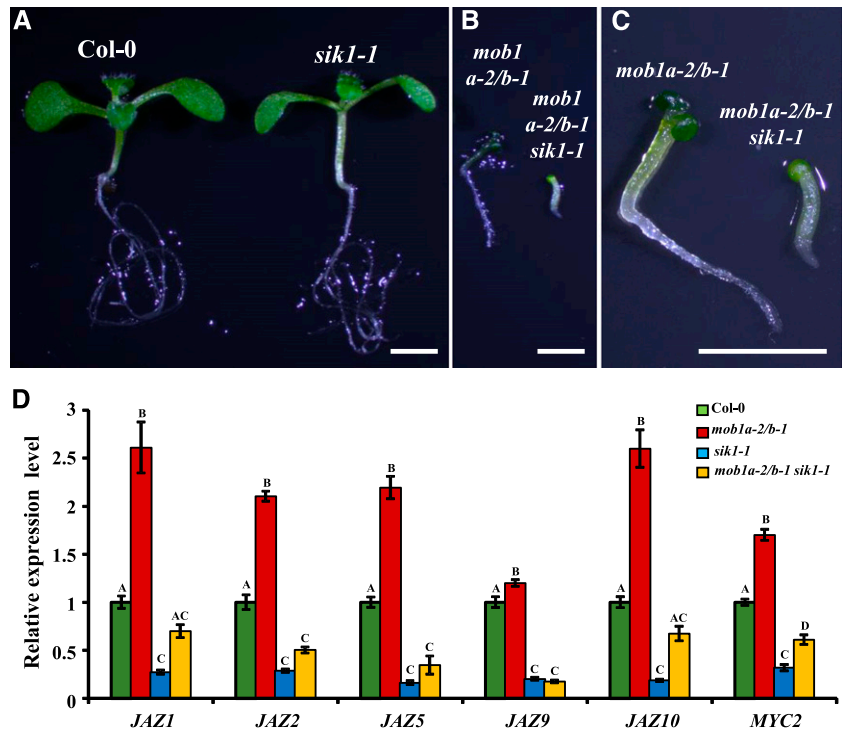 A
Col-0
sik1-1
B
mob1
a-2/b-1
mob1
a-2/b-1
sik1-1
C
mob1a-2/b-1
mob1a-2/b-1
sik1-1
D
Relative expression level
3
2.5
2
1.5
1
0.5
0
A
B
C
AC
A
B
C
C
A
B
C
C
A
B
C
C
A
B
C
AC
A
B
C
D
Col-0
mob1a-2/b-1
sik1-1
mob1a-2/b-1 sik1-1
JAZ1
JAZ2
JAZ5
JAZ9
JAZ10
MYC2